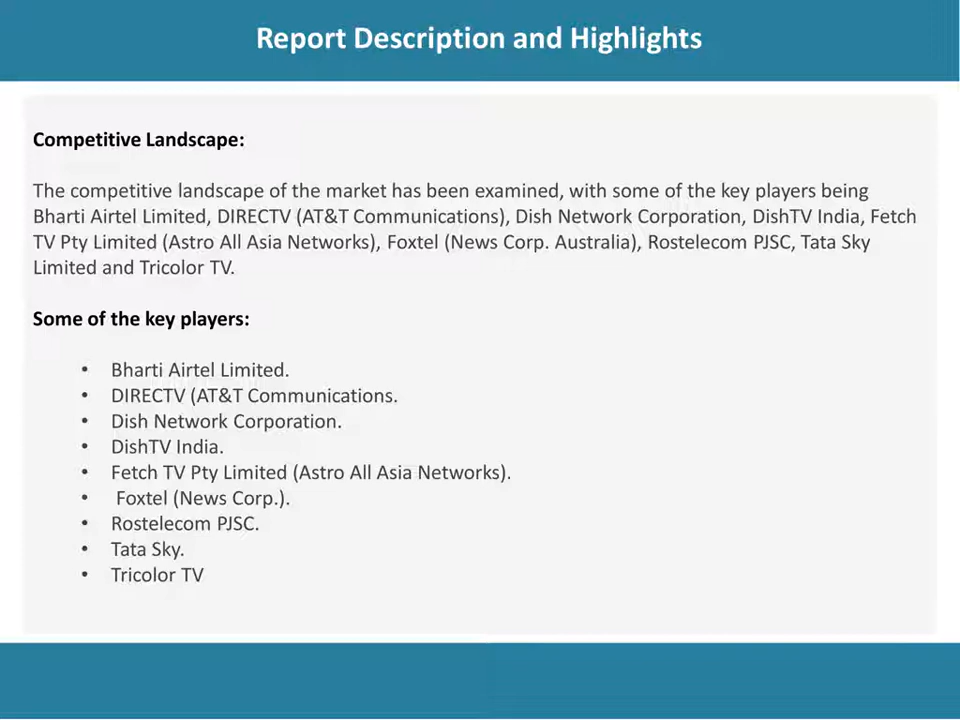 Report Description and Highlights
Competitive Landscape:
The competitive landscape of the market has been examined, with some of the key players being
Bharti Airtel Limited, DIRECTV (AT&T Communications), Dish Network Corporation, DishTV India, Fetch
TV Pty Limited (Astro All Asia Networks), Foxtel (News Corp. Australia), Rostelecom PJSC, Tata Sky
Limited and Tricolor TV.
Some of the key players:
• Bharti Airtel Limited.
• DIRECTV (AT&T Communications.
• Dish Network Corporation.
• DishTV India.
• Fetch TV Pty Limited (Astro All Asia Networks).
• Foxtel (News Corp.).
• Rostelecom PJSC.
• Tata Sky.
• Tricolor TV